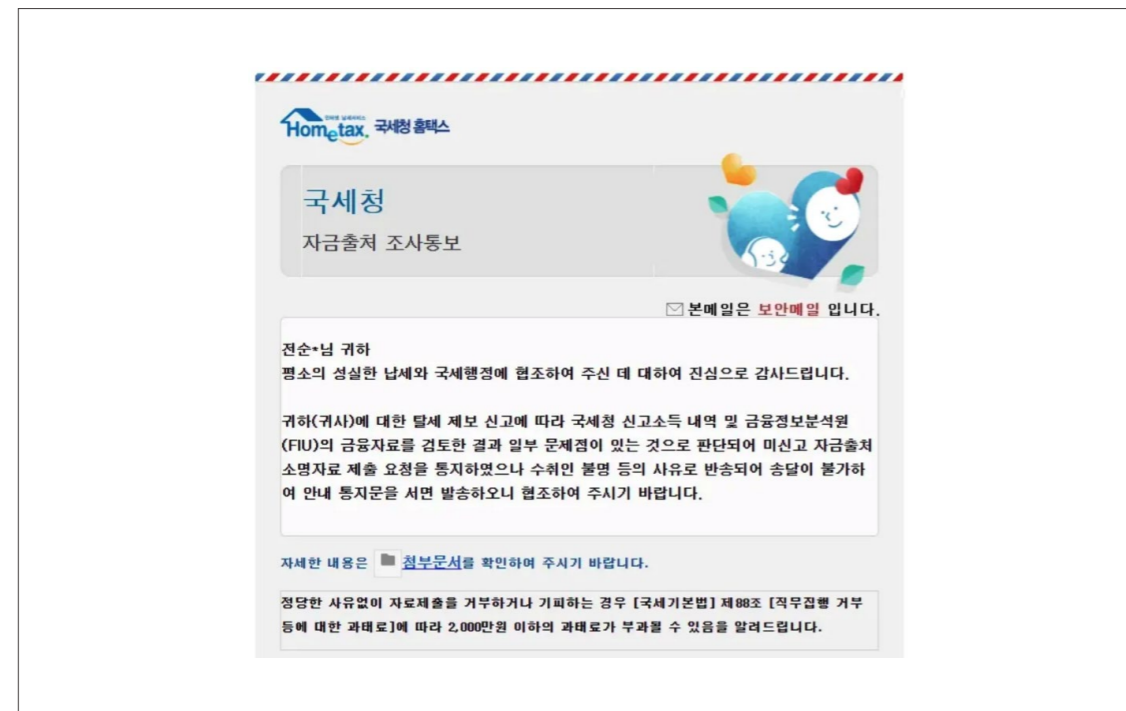 Hometax. 국세청 홈택스
국세청
자금출처 조사통보
본메일은 보안메일 입니다.
전순*님 귀하
평소의 성실한 납세와 국세행정에 협조하여 주신 데 대하여 진심으로 감사드립니다.
귀하(귀사)에 대한 탈세 제보 신고에 따라 국세청 신고소득 내역 및 금융정보분석원
(FIU)의 금융자료를 검토한 결과 일부 문제점이 있는 것으로 판단되어 미신고 자금출처
소명자료 제출 요청을 통지하였으나 수취인 불명 등의 사유로 반송되어 송달이 불가하
여 안내 통지문을 서면 발송하오니 협조하여 주시기 바랍니다.
자세한 내용은 첨부문서를 확인하여 주시기 바랍니다.
정당한 사유없이 자료제출을 거부하거나 기피하는 경우 [국세기본법] 제88조 [직무집행 거부
등에 대한 과태료]에 따라 2,000만원 이하의 과태료가 부과될 수 있음을 알려드립니다.